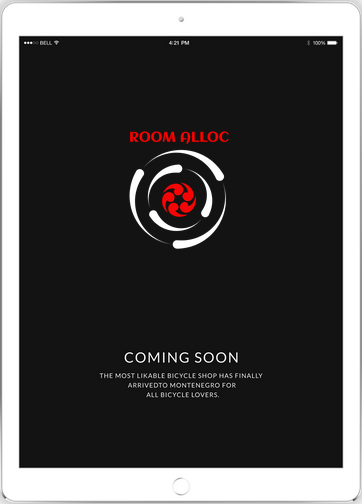 BELL 4:21 PM 100%
ROOM ALLOC
COMING SOON
THE MOST LIKABLE BICYCLE SHOP HAS FINALLY
ARRIVEDTO MONTENEGRO FOR
ALL BICYCLE LOVERS.